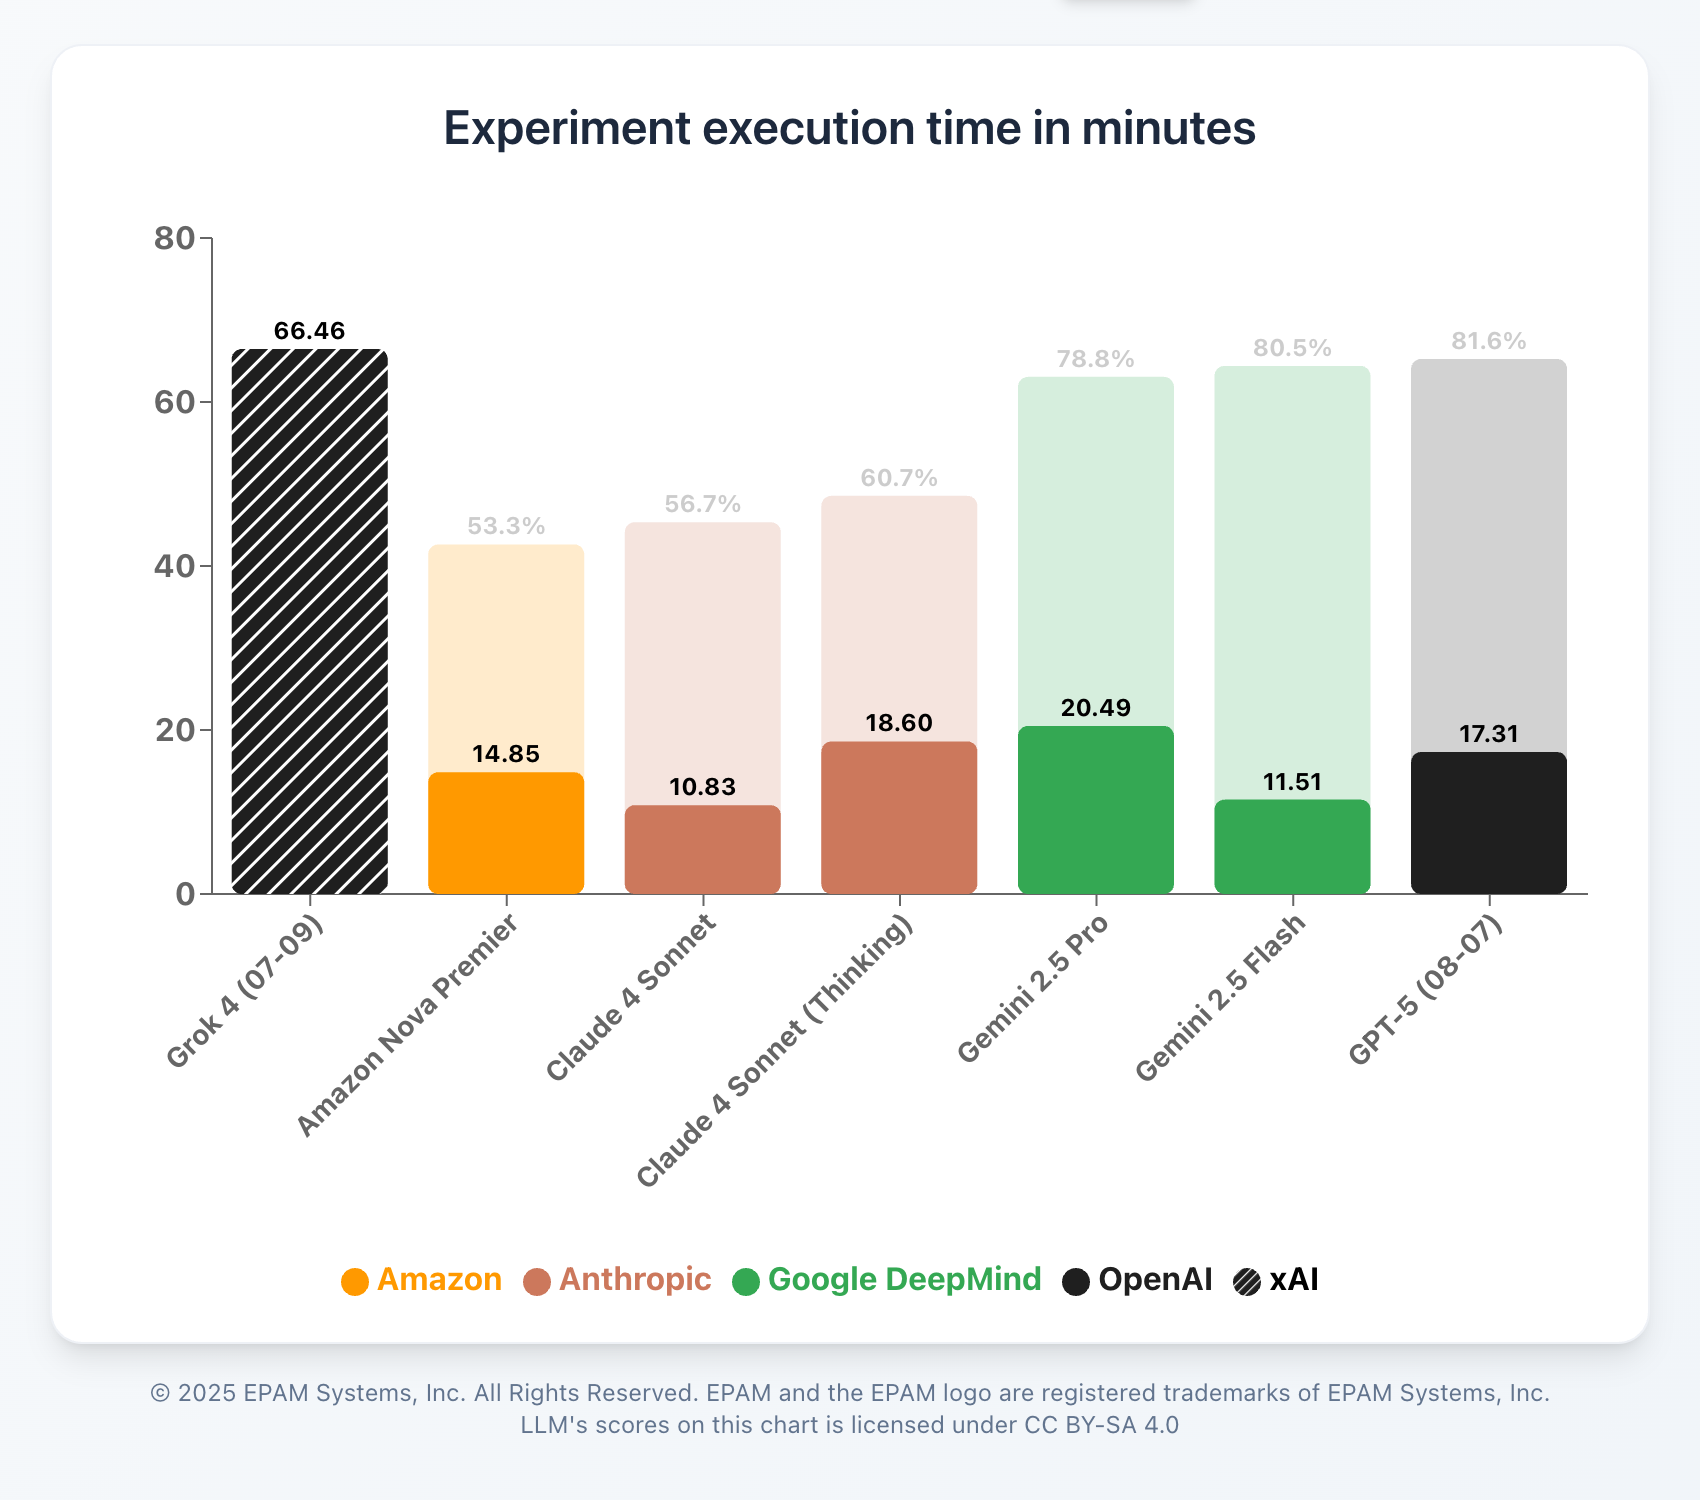 Experiment execution time in minutes
80
60
40
20
0
66.46
53.3%
14.85
56.7%
10.83
60.7%
18.60
78.8%
20.49
80.5%
11.51
81.6%
17.31
Grok 4 (07-09)
Amazon Nova Premier
Claude 4 Sonnet
Claude 4 Sonnet (Thinking)
Gemini 2.5 Pro
Gemini 2.5 Flash
GPT-5 (08-07)
Amazon Anthropic Google DeepMind OpenAI xAI
© 2025 EPAM Systems, Inc. All Rights Reserved. EPAM and the EPAM logo are registered trademarks of EPAM Systems, Inc.
LLM's scores on this chart is licensed under CC BY-SA 4.0